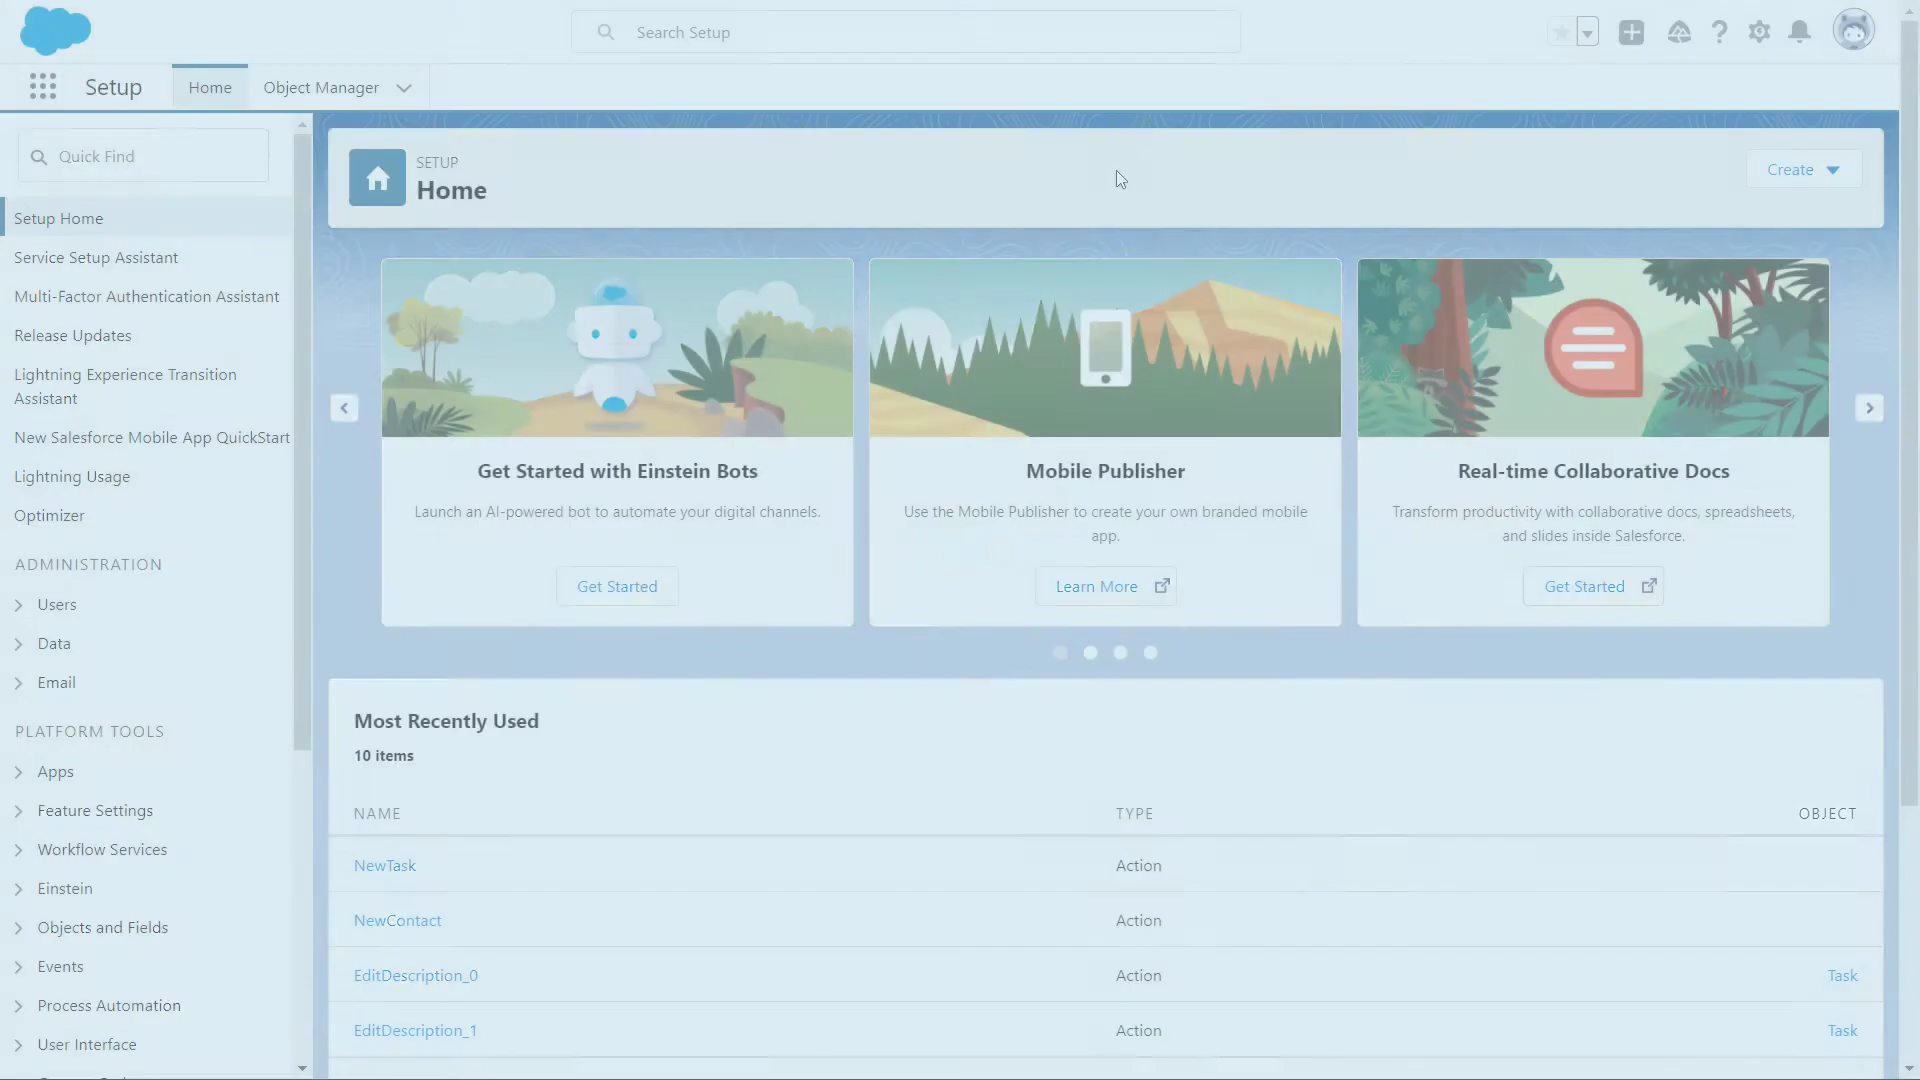 Search Setup
Setup
Home
Object Manager
Quick Find
Setup Home
Service Setup Assistant
Multi-Factor Authentication Assistant
Release Updates
Lightning Experience Transition
Assistant
New Salesforce Mobile App QuickStart
Lightning Usage
Optimizer
ADMINISTRATION
Users
Data
Email
PLATFORM TOOLS
Apps
Feature Settings
Workflow Services
Einstein
Objects and Fields
Events
Process Automation
User Interface
SETUP
Home
Create
Get Started with Einstein Bots
Launch an AI-powered bot to automate your digital channels.
Get Started
Mobile Publisher
Use the Mobile Publisher to create your own branded mobile
app.
Learn More
Real-time Collaborative Docs
Transform productivity with collaborative docs, spreadsheets,
and slides inside Salesforce.
Get Started
Most Recently Used
10 items
NAME TYPE OBJECT
NewTask Action
NewContact Action
EditDescription_0 Action Task
EditDescription_1 Action Task